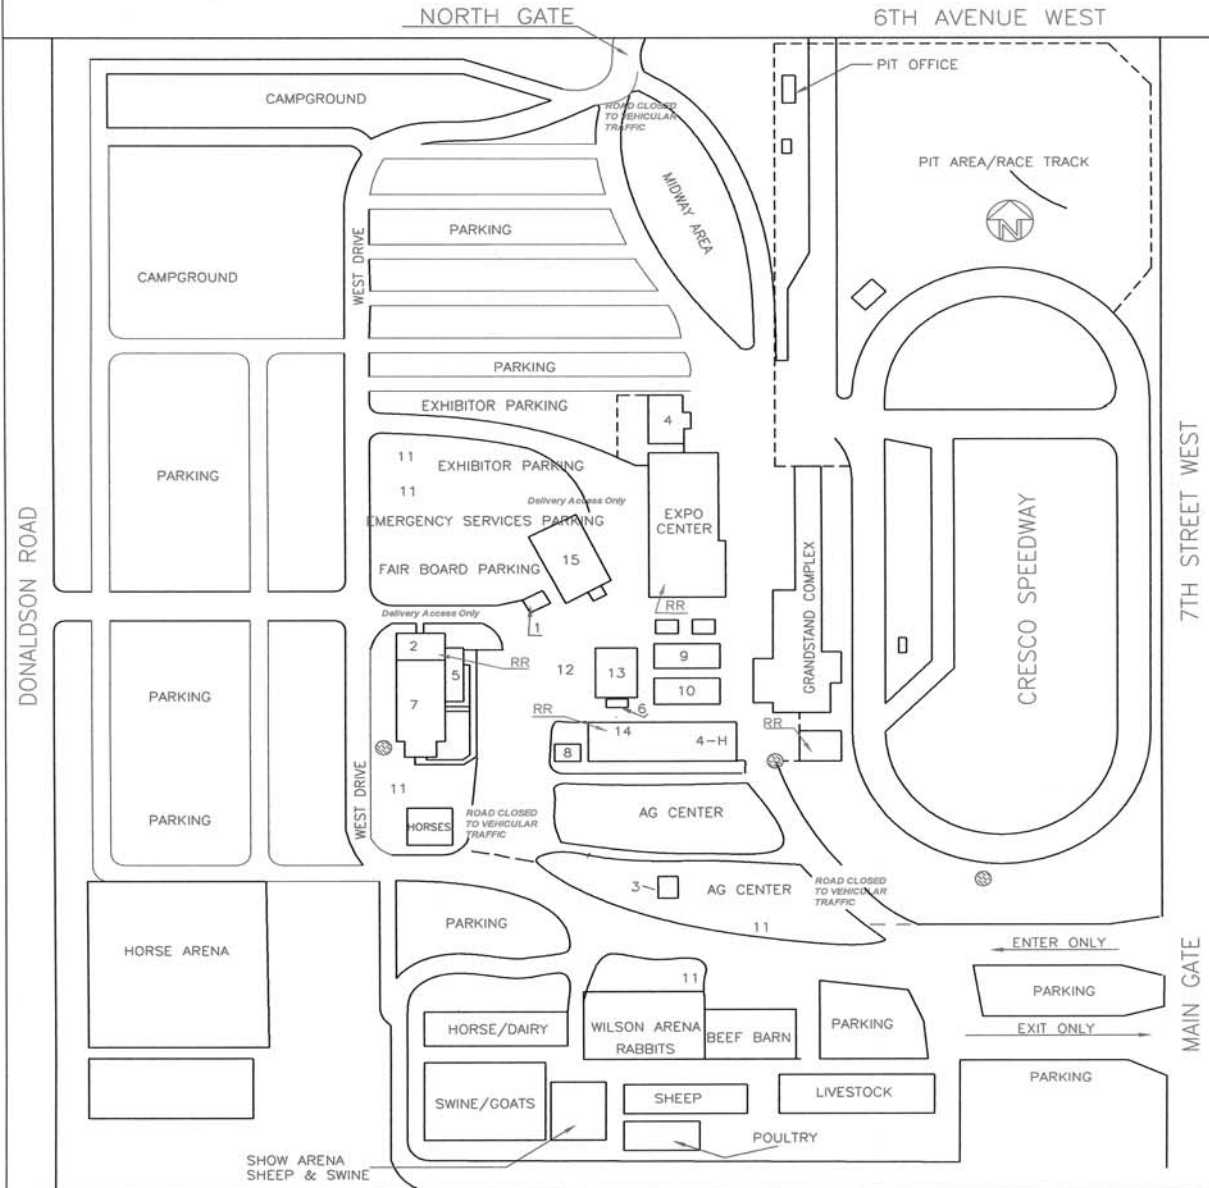 NORTH GATE
6TH AVENUE WEST
PIT OFFICE
CAMPGROUND
ROAD CLOSED
TO VEHICULAR
TRAFFIC
PIT AREA/RACE TRACK
MIDWAY AREA
N
PARKING
WEST DRIVE
CAMPGROUND
PARKING
EXHIBITOR PARKING
4
11
EXHIBITOR PARKING
PARKING
11
Delivery Access Only
EMERGENCY SERVICES PARKING
EXPO
CENTER
15
FAIR BOARD PARKING
GRANDSTAND COMPLEX
CRESCO SPEEDWAY
7TH STREET WEST
DONALDSON ROAD
RR
Delivery Access Only
1
2
RR
5
12
13
9
PARKING
7
10
6
RR
14
4-H
RR
8
11
WEST DRIVE
PARKING
HORSES
ROAD CLOSED
TO VEHICULAR
TRAFFIC
AG CENTER
3
AG CENTER
ROAD CLOSED
TO VEHICULAR
TRAFFIC
PARKING
11
HORSE ARENA
ENTER ONLY
11
PARKING
MAIN GATE
HORSE/DAIRY
WILSON ARENA
RABBITS
BEEF BARN
PARKING
EXIT ONLY
PARKING
SWINE/GOATS
SHEEP
LIVESTOCK
POULTRY
SHOW ARENA
SHEEP & SWINE